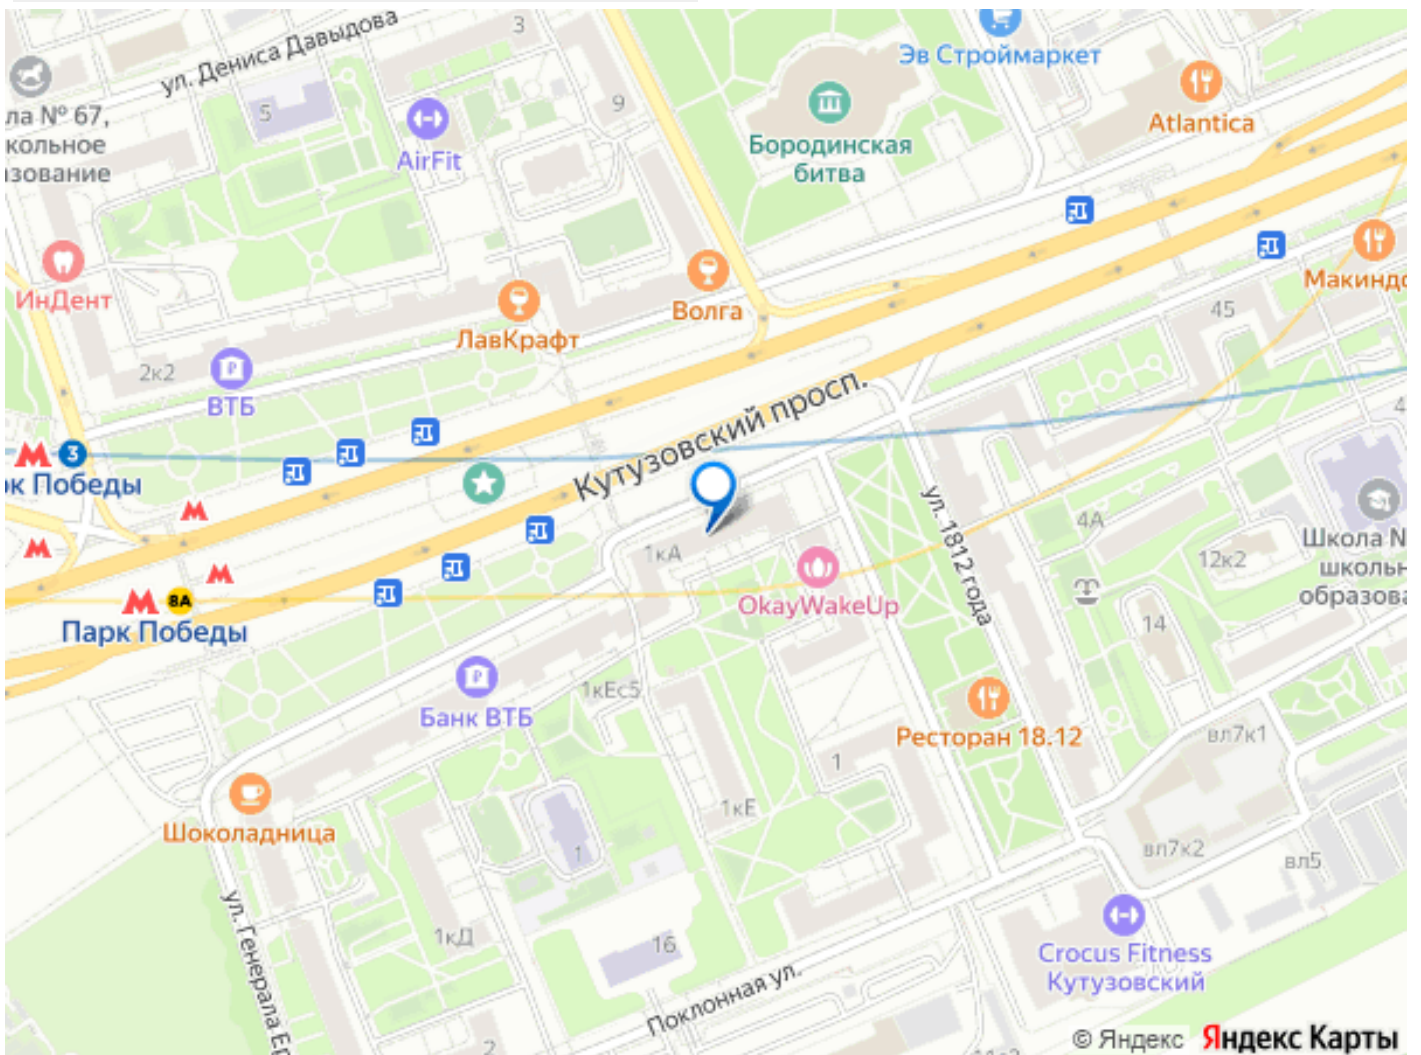 ул. Дениса Давыдова
3
Эв Строймаркет
ла № 67,
кольное
зование
5
9
AirFit
Бородинская
битва
Atlantica
ИнДент
ЛавКрафт
Волга
Макиндо
45
2к2
ВТБ
Кутузовский просп.
3
рк Победы
4
ул. 1812 года
4А
12к2
Школа №
школьн
образова
1кА
OkayWakeUp
8А
Парк Победы
14
1кЕс5
Банк ВТБ
Ресторан 18.12
вл7к1
1
1кЕ
Шоколадница
1
вл7к2
вл5
ул. Генерала Ер
1кД
16
Crocus Fitness
Кутузовский
Поклонная ул.
2
© Яндекс Яндекс Карты